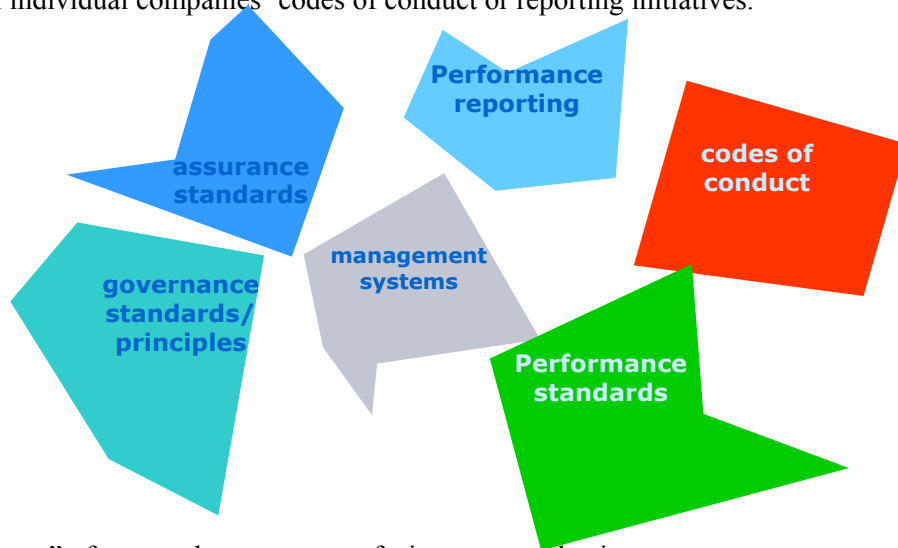 individual companies' codes of conduct or reporting initiatives.
Performance
reporting
codes of
conduct
assurance
standards
management
systems
governance
standards/
principles
Performance
standards